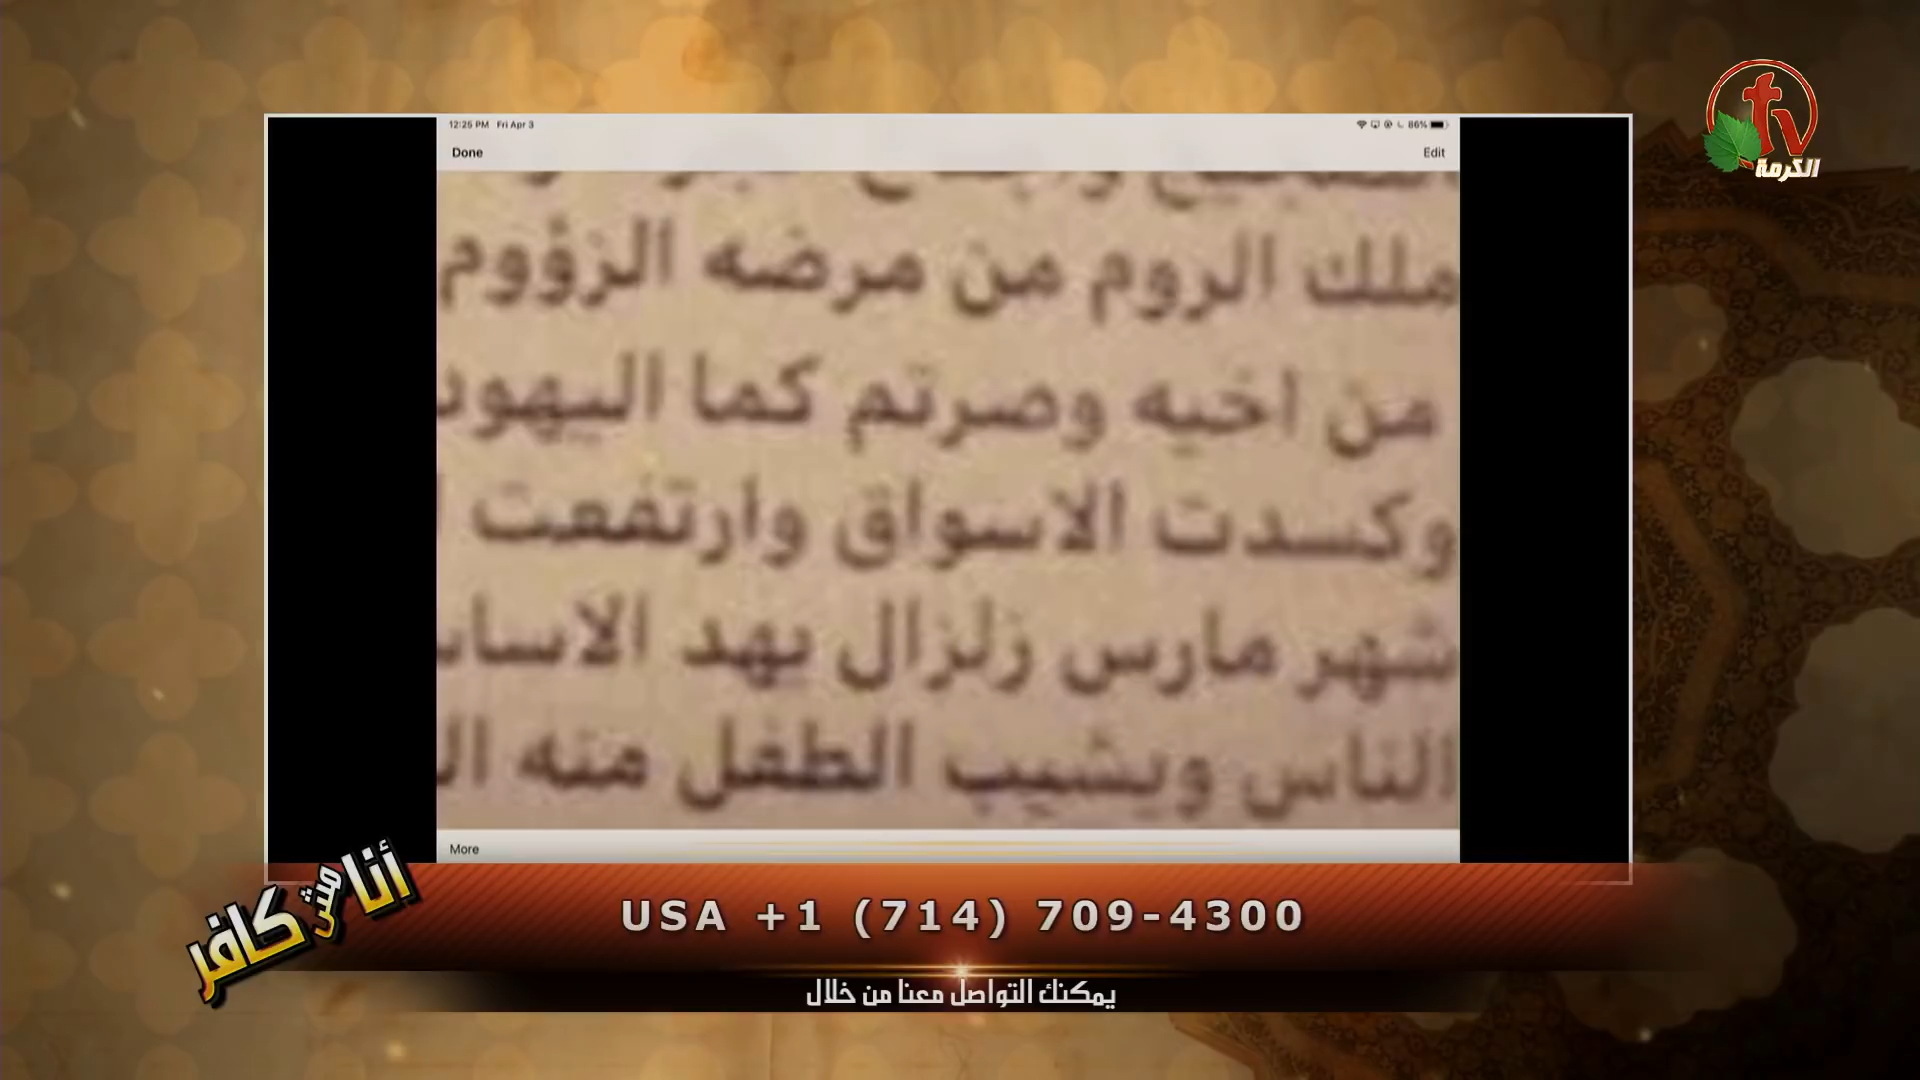 12:25 PM Fri Apr 3
86%
Done
Edit
tv
الكرمة
ملك الروم من مرضه الزؤوم
من اخيه وصرتم كما اليهود
وكسدت الاسواق وارتفعت
شهر مارس زلزال يهد الاساس
الناس ويشيب الطفل منه
More
أنا مش كافر
USA +1 (714) 709-4300
يمكنك التواصل معنا من خلال